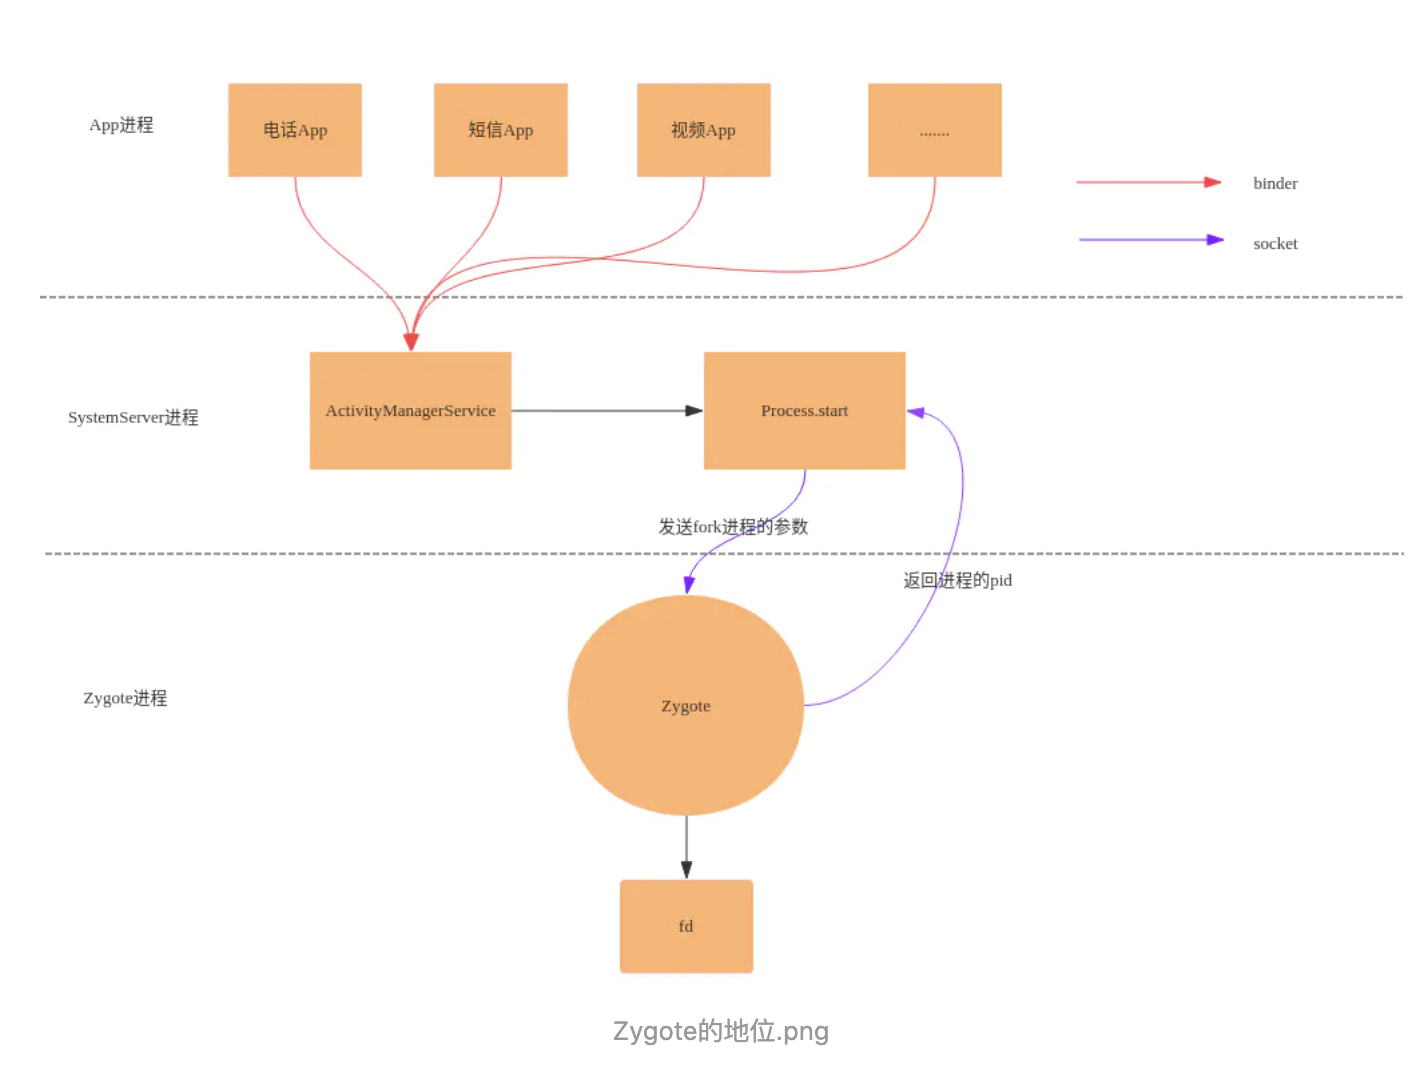 App进程
电话App
短信App
视频App
.......
binder
socket
SystemServer进程
ActivityManagerService
Process.start
发送fork进程的参数
返回进程的pid
Zygote进程
Zygote
fd
Zygote的地位.png